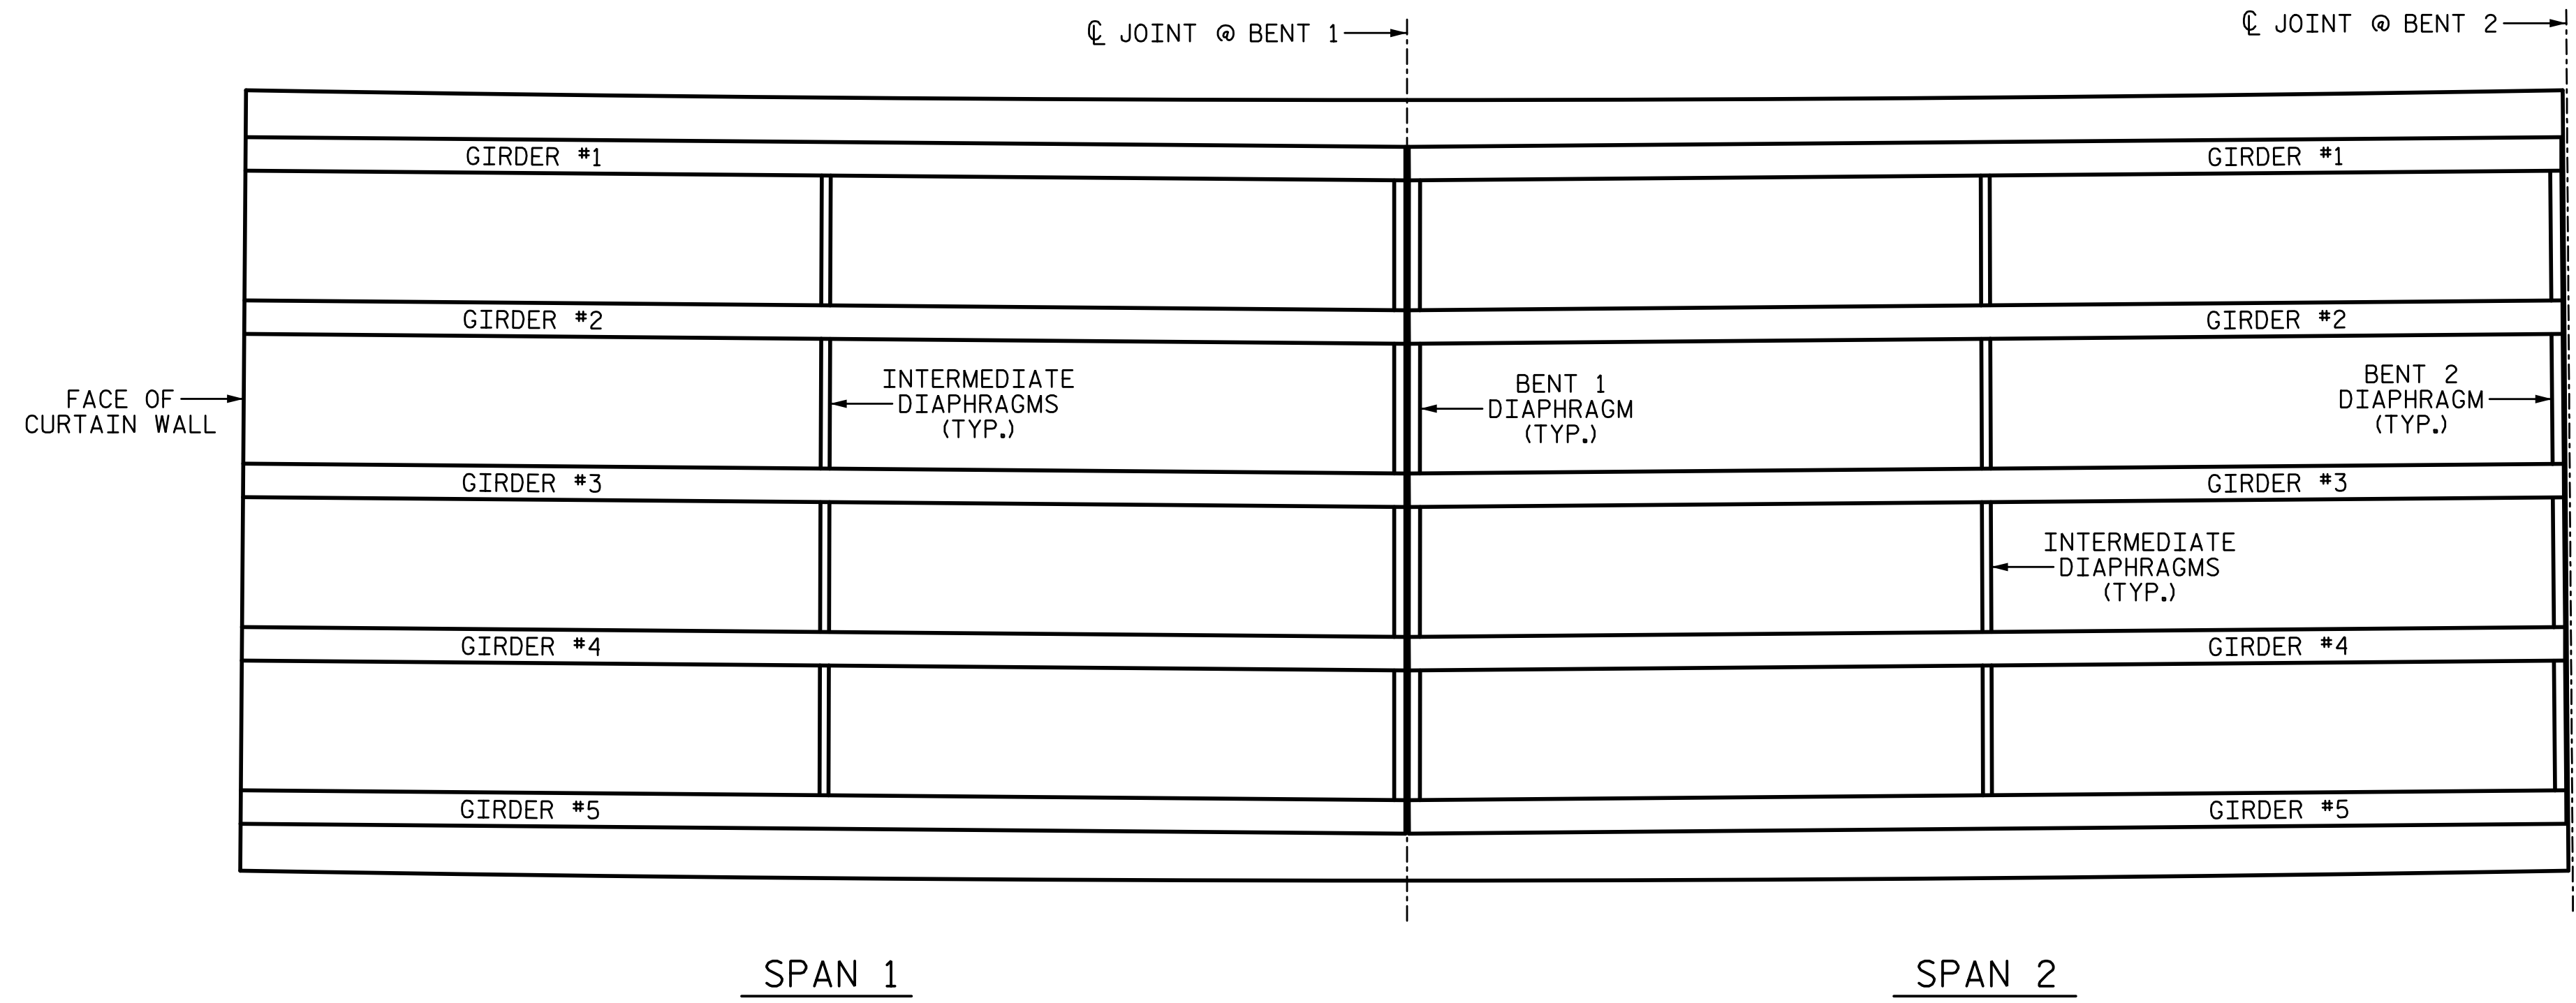 ℄ JOINT @ BENT 1
℄ JOINT @ BENT 2
GIRDER #1
GIRDER #1
GIRDER #2
GIRDER #2
FACE OF
CURTAIN WALL
INTERMEDIATE
DIAPHRAGMS
(TYP.)
BENT 1
DIAPHRAGM
(TYP.)
BENT 2
DIAPHRAGM
(TYP.)
GIRDER #3
GIRDER #3
INTERMEDIATE
DIAPHRAGMS
(TYP.)
GIRDER #4
GIRDER #4
GIRDER #5
GIRDER #5
SPAN 1
SPAN 2